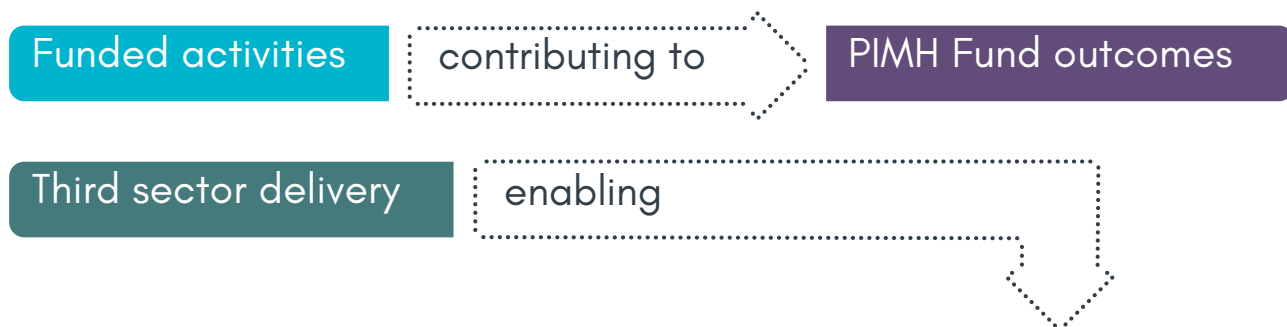 Funded activities contributing to PIMH Fund outcomes
Third sector delivery enabling